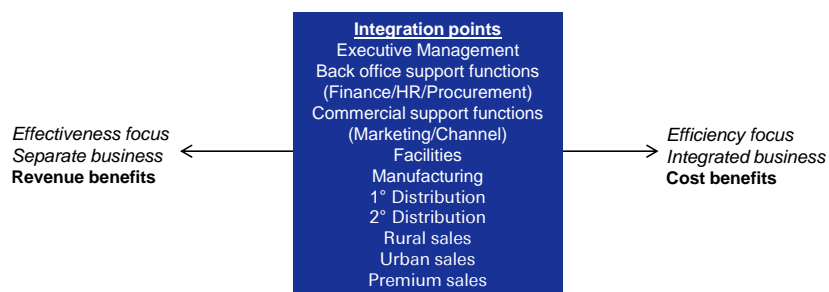 Integration points
Executive Management
Back office support functions
(Finance/HR/Procurement)
Commercial support functions
(Marketing/Channel)
Facilities
Manufacturing
1° Distribution
2° Distribution
Rural sales
Urban sales
Premium sales
Effectiveness focus
Separate business
Revenue benefits
Efficiency focus
Integrated business
Cost benefits